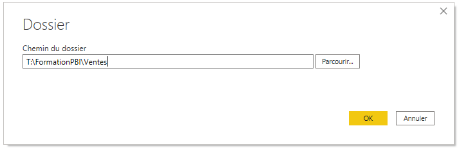 Dossier
Chemin du dossier
T:\FormationPBI\Ventes
Parcourir...
OK
Annuler